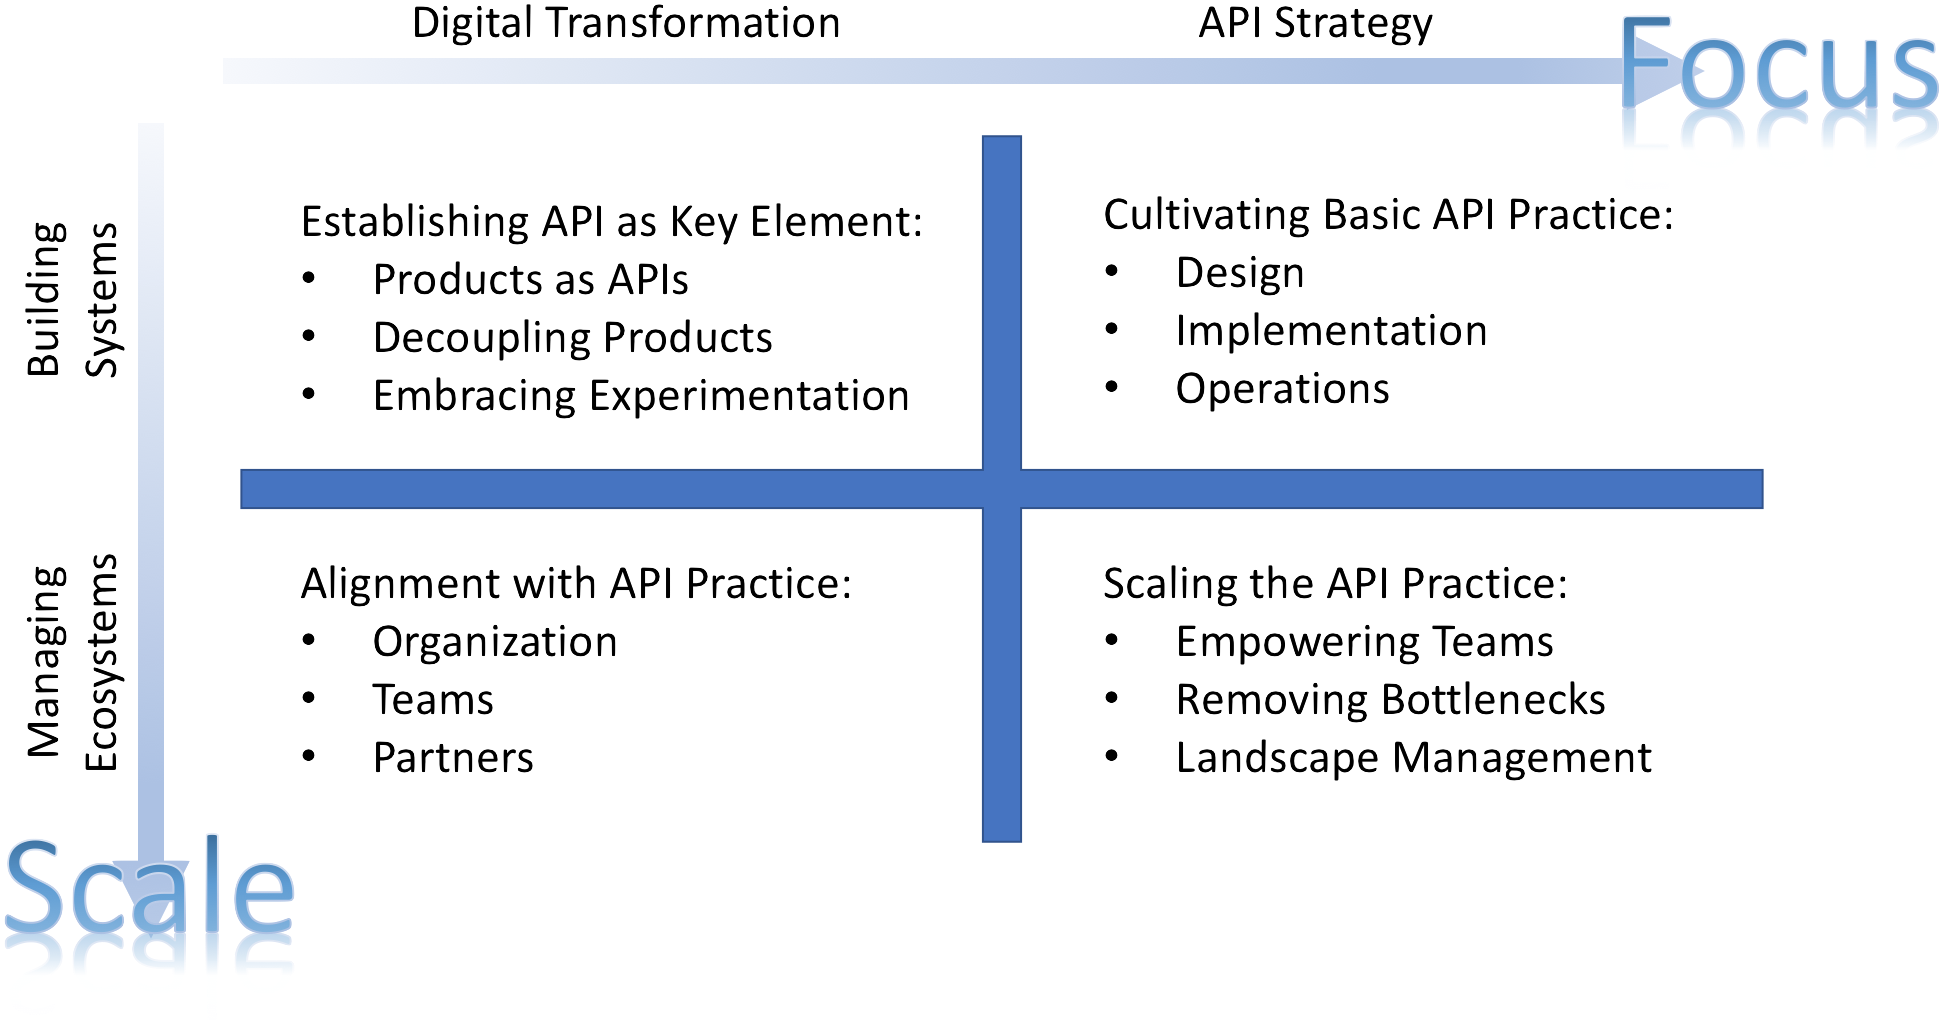 Digital Transformation
API Strategy
Focus
Building
Systems
Establishing API as Key Element:
• Products as APIs
• Decoupling Products
• Embracing Experimentation
Cultivating Basic API Practice:
• Design
• Implementation
• Operations
Managing
Ecosystems
Alignment with API Practice:
• Organization
• Teams
• Partners
Scaling the API Practice:
• Empowering Teams
• Removing Bottlenecks
• Landscape Management
Scale